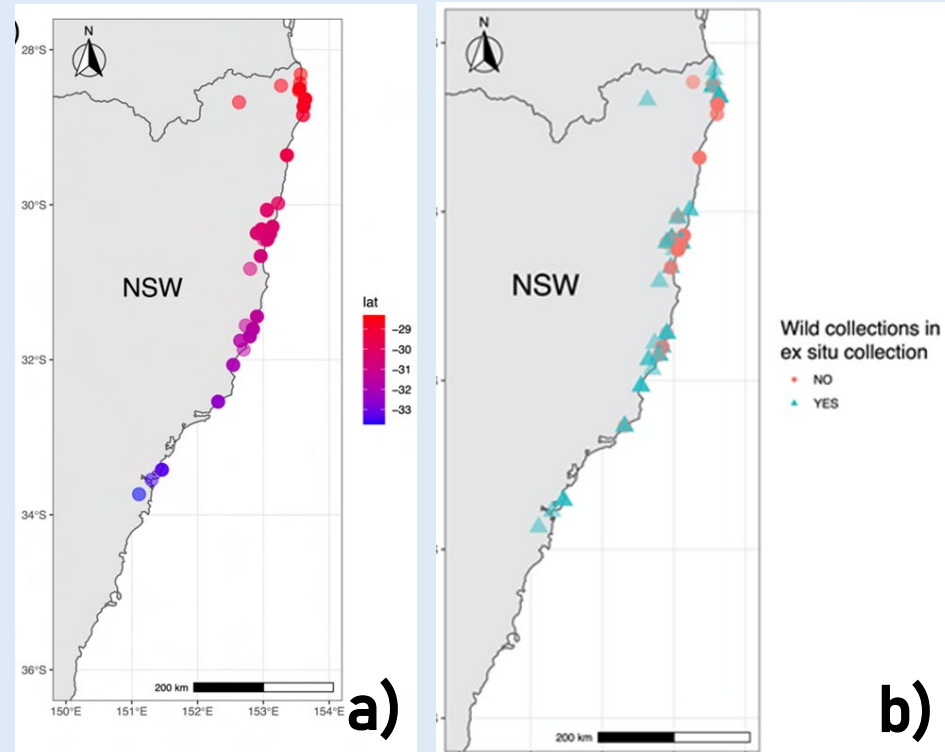 )
N
28°S
30°S
32°S
34°S
36°S
NSW
lat
-29
-30
-31
-32
-33
200 km
150°E 151°E 152°E 153°E 154°E
a)
N
S
S
S
S
NSW
Wild collections in
ex situ collection
NO
YES
200 km
b)